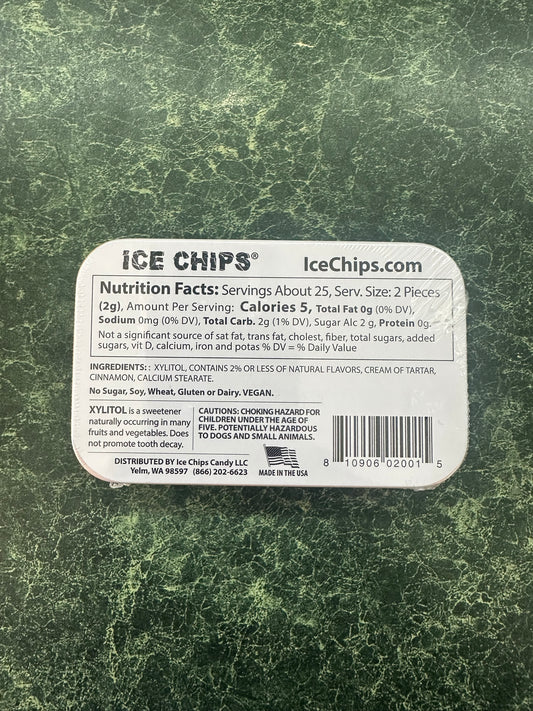 ICE CHIPS® IceChips.com
Nutrition Facts: Servings About 25, Serv. Size: 2 Pieces
(2g), Amount Per Serving: Calories 5, Total Fat 0g (0% DV),
Sodium 0mg (0% DV), Total Carb. 2g (1% DV), Sugar Alc 2 g, Protein 0g.
Not a significant source of sat fat, trans fat, cholest, fiber, total sugars, added
sugars, vit D, calcium, iron and potas % DV = % Daily Value
INGREDIENTS: : XYLITOL, CONTAINS 2% OR LESS OF NATURAL FLAVORS, CREAM OF TARTAR,
CINNAMON, CALCIUM STEARATE.
No Sugar, Soy, Wheat, Gluten or Dairy. VEGAN.
XYLITOL is a sweetener
naturally occurring in many
fruits and vegetables. Does
not promote tooth decay.
CAUTIONS: CHOKING HAZARD FOR
CHILDREN UNDER THE AGE OF
FIVE. POTENTIALLY HAZARDOUS
TO DOGS AND SMALL ANIMALS.
DISTRIBUTED BY Ice Chips Candy LLC
Yelm, WA 98597 (866) 202-6623
MADE IN THE USA
8 10906 02001 5